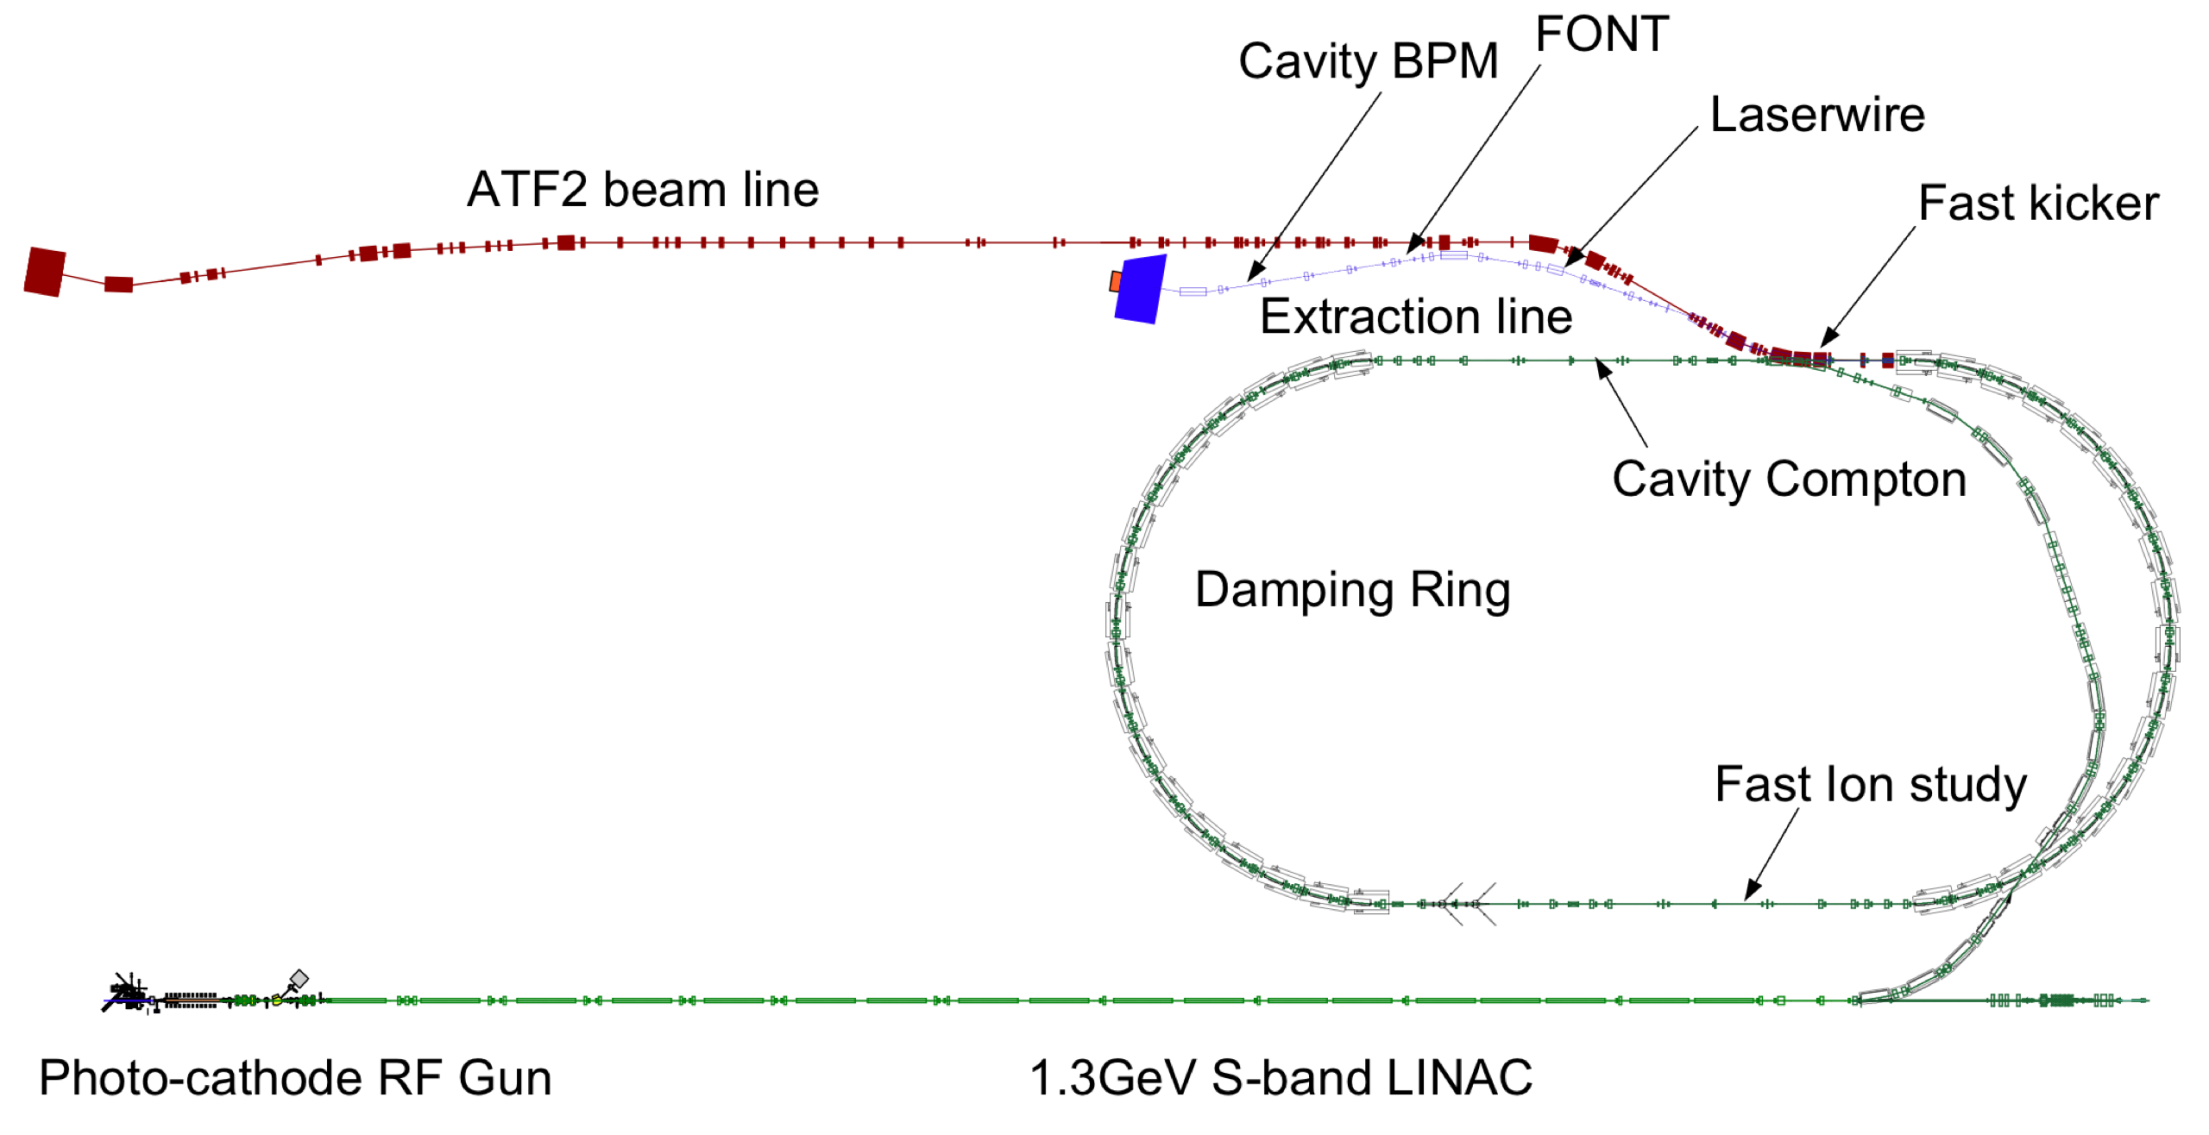 FONT
Cavity BPM
Laserwire
ATF2 beam line
Fast kicker
Extraction line
Cavity Compton
Damping Ring
Fast Ion study
Photo-cathode RF Gun
1.3GeV S-band LINAC